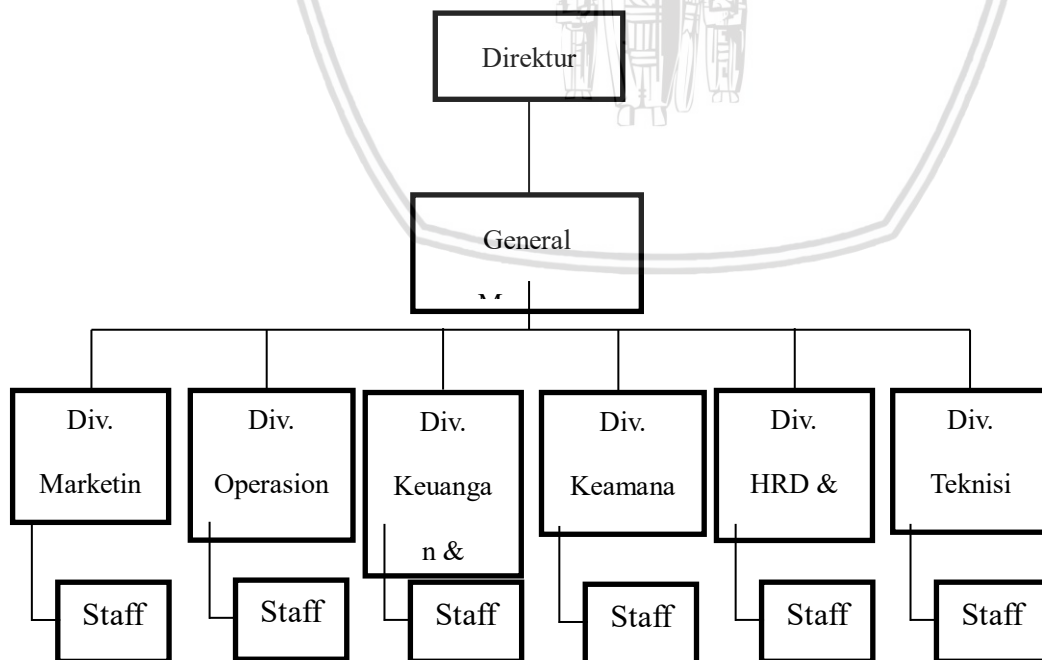 Direktur
General
Div.
Marketin
Div.
Operasion
Div.
Keuanga
n &
Div.
Keamana
Div.
HRD &
Div.
Teknisi
Staff
Staff
Staff
Staff
Staff
Staff